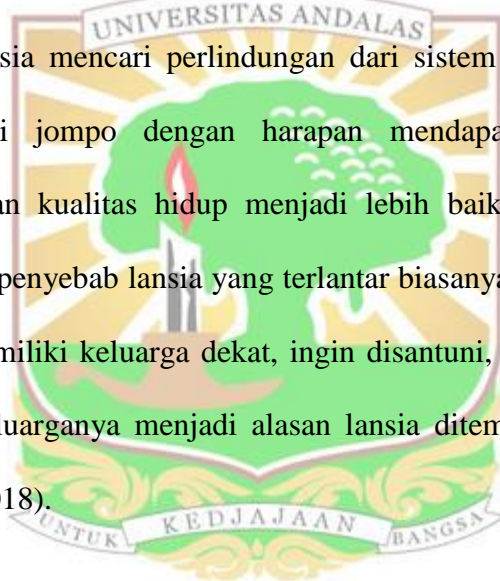 UNIVERSITAS ANDALAS
sia mencari perlindungan dari sistem
i jompo dengan harapan mendapa
an kualitas hidup menjadi lebih baik
penyebab lansia yang terlantar biasanya
miliki keluarga dekat, ingin disantuni,
luarganya menjadi alasan lansia ditem
018).
UNTUK KEDJAJAAN BANGSA